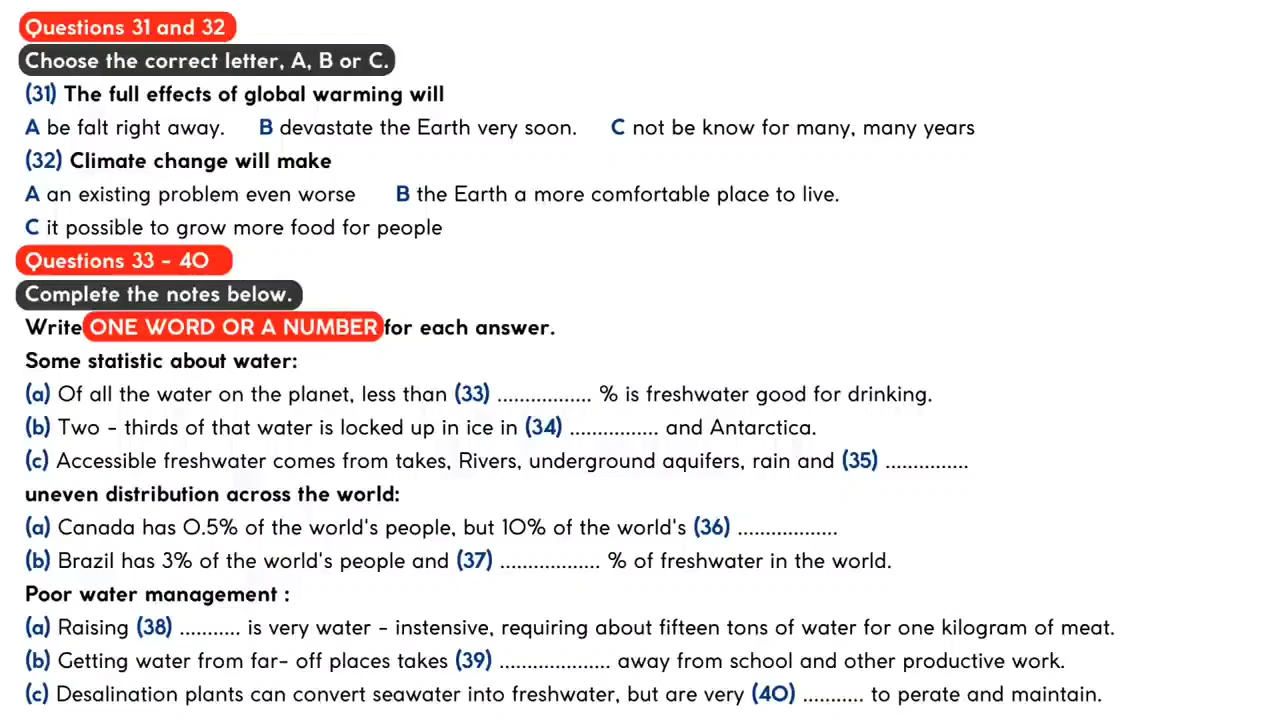 Questions 31 and 32
Choose the correct letter, A, B or C.
(31) The full effects of global warming will
A be falt right away. B devastate the Earth very soon. C not be know for many, many years
(32) Climate change will make
A an existing problem even worse B the Earth a more comfortable place to live.
C it possible to grow more food for people
Questions 33 - 40
Complete the notes below.
Write ONE WORD OR A NUMBER for each answer.
Some statistic about water:
(a) Of all the water on the planet, less than (33) ................. % is freshwater good for drinking.
(b) Two - thirds of that water is locked up in ice in (34) ................ and Antarctica.
(c) Accessible freshwater comes from takes, Rivers, underground aquifers, rain and (35) ...............
uneven distribution across the world:
(a) Canada has 0.5% of the world's people, but 10% of the world's (36) ..................
(b) Brazil has 3% of the world's people and (37) .................. % of freshwater in the world.
Poor water management :
(a) Raising (38) ........... is very water - instensive, requiring about fifteen tons of water for one kilogram of meat.
(b) Getting water from far- off places takes (39) .................... away from school and other productive work.
(c) Desalination plants can convert seawater into freshwater, but are very (40) ........... to perate and maintain.